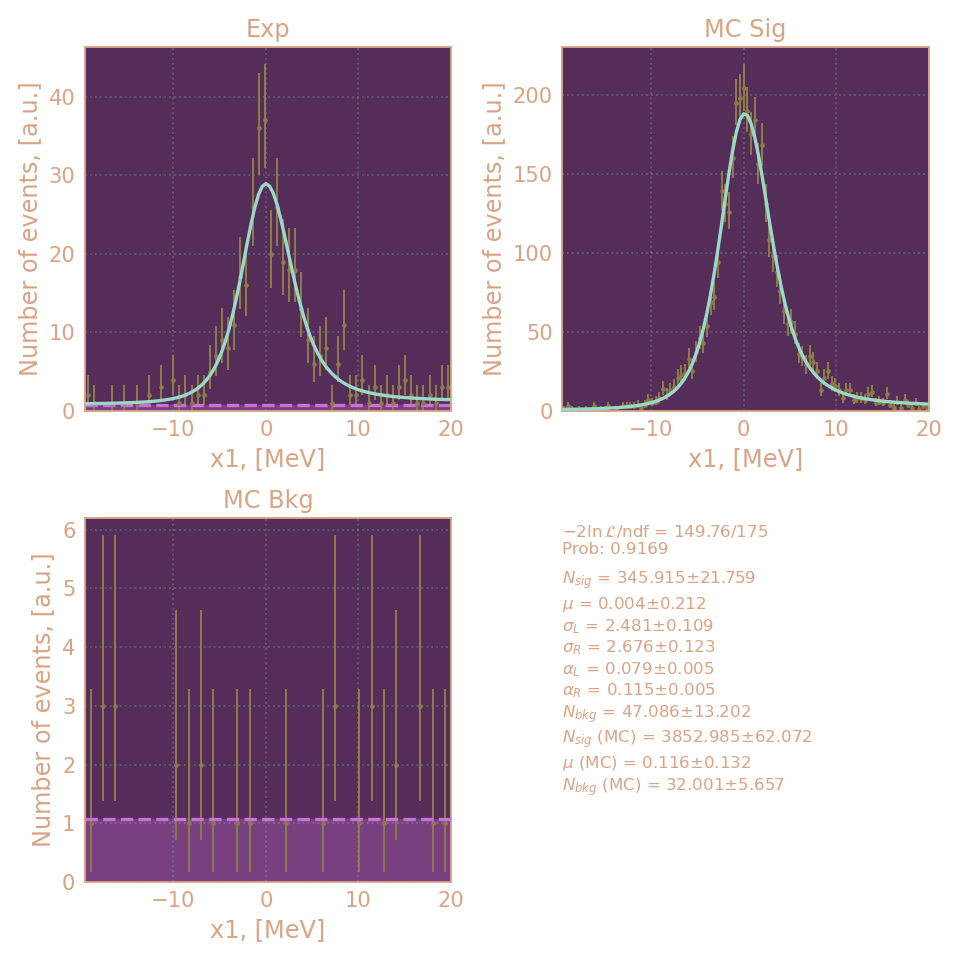 Exp
Number of events, [a.u.]
40
30
20
10
0
−10 0 10 20
x1, [MeV]
MC Sig
Number of events, [a.u.]
200
150
100
50
0
−10 0 10 20
x1, [MeV]
MC Bkg
Number of events, [a.u.]
6
5
4
3
2
1
0
−10 0 10 20
x1, [MeV]
−2ln ℒ/ndf = 149.76/175
Prob: 0.9169
N_sig = 345.915±21.759
μ = 0.004±0.212
σ_L = 2.481±0.109
σ_R = 2.676±0.123
α_L = 0.079±0.005
α_R = 0.115±0.005
N_bkg = 47.086±13.202
N_sig (MC) = 3852.985±62.072
μ (MC) = 0.116±0.132
N_bkg (MC) = 32.001±5.657